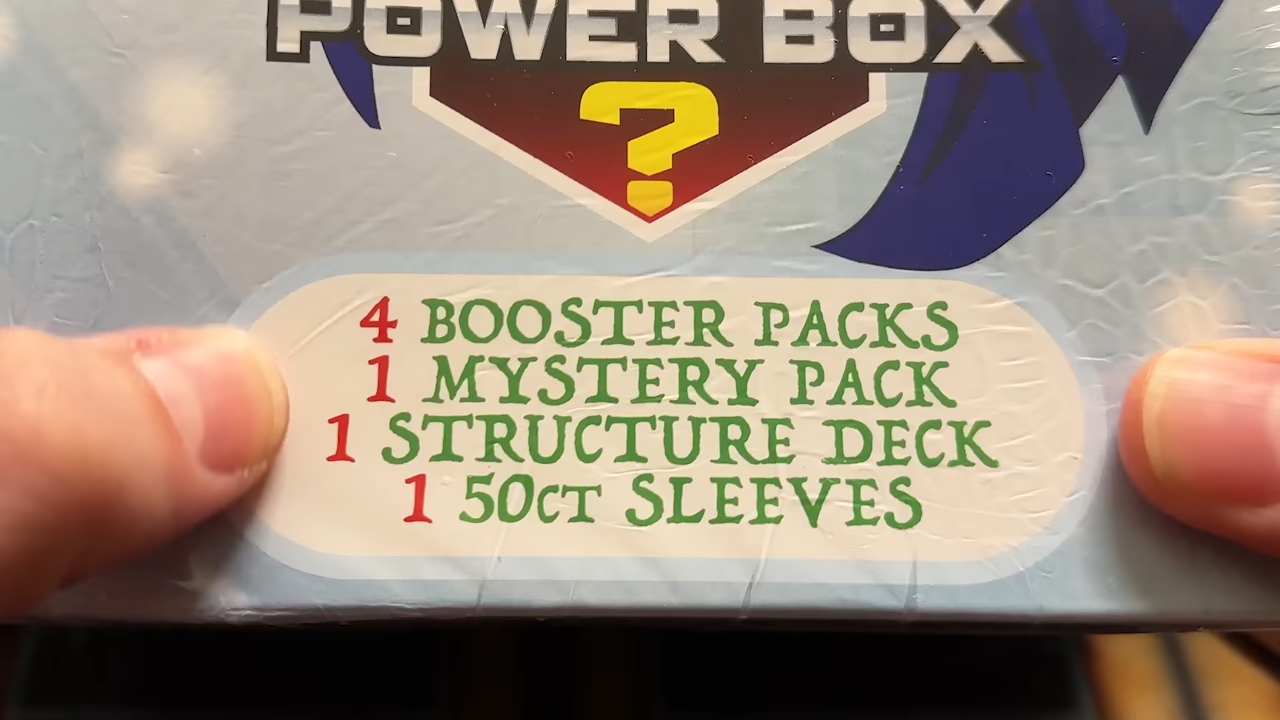 POWER BOX
?
4 BOOSTER PACKS
1 MYSTERY PACK
1 STRUCTURE DECK
1 50CT SLEEVES